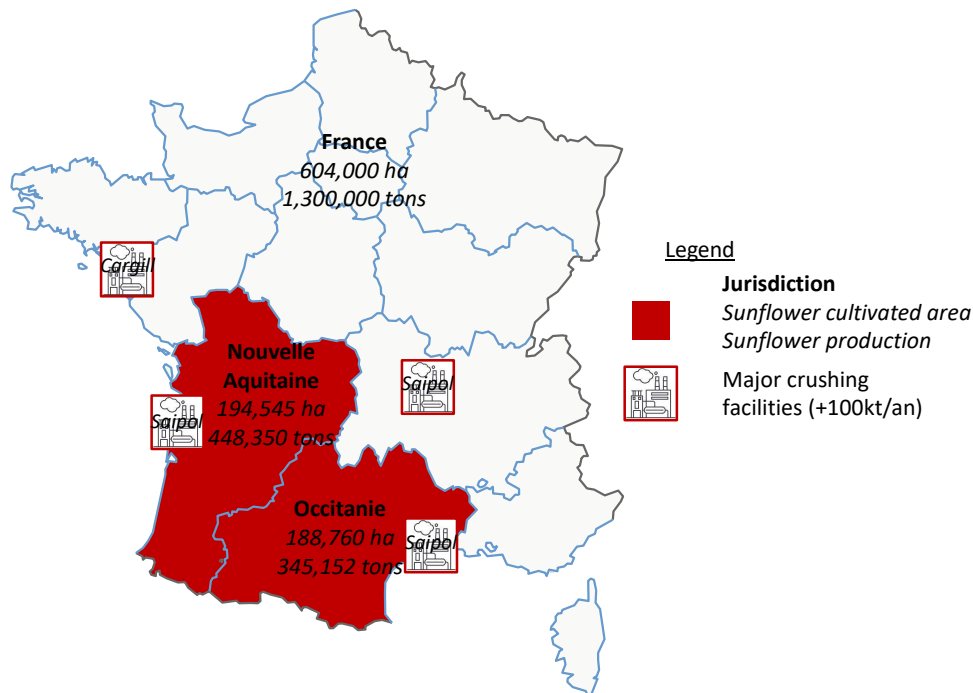 France
604,000 ha
1,300,000 tons
Cargill
Legend
Jurisdiction
Sunflower cultivated area
Sunflower production
Major crushing
facilities (+100kt/an)
Nouvelle
Aquitaine
194,545 ha
448,350 tons
Saipol
Saipol
Occitanie
188,760 ha
345,152 tons
Saipol